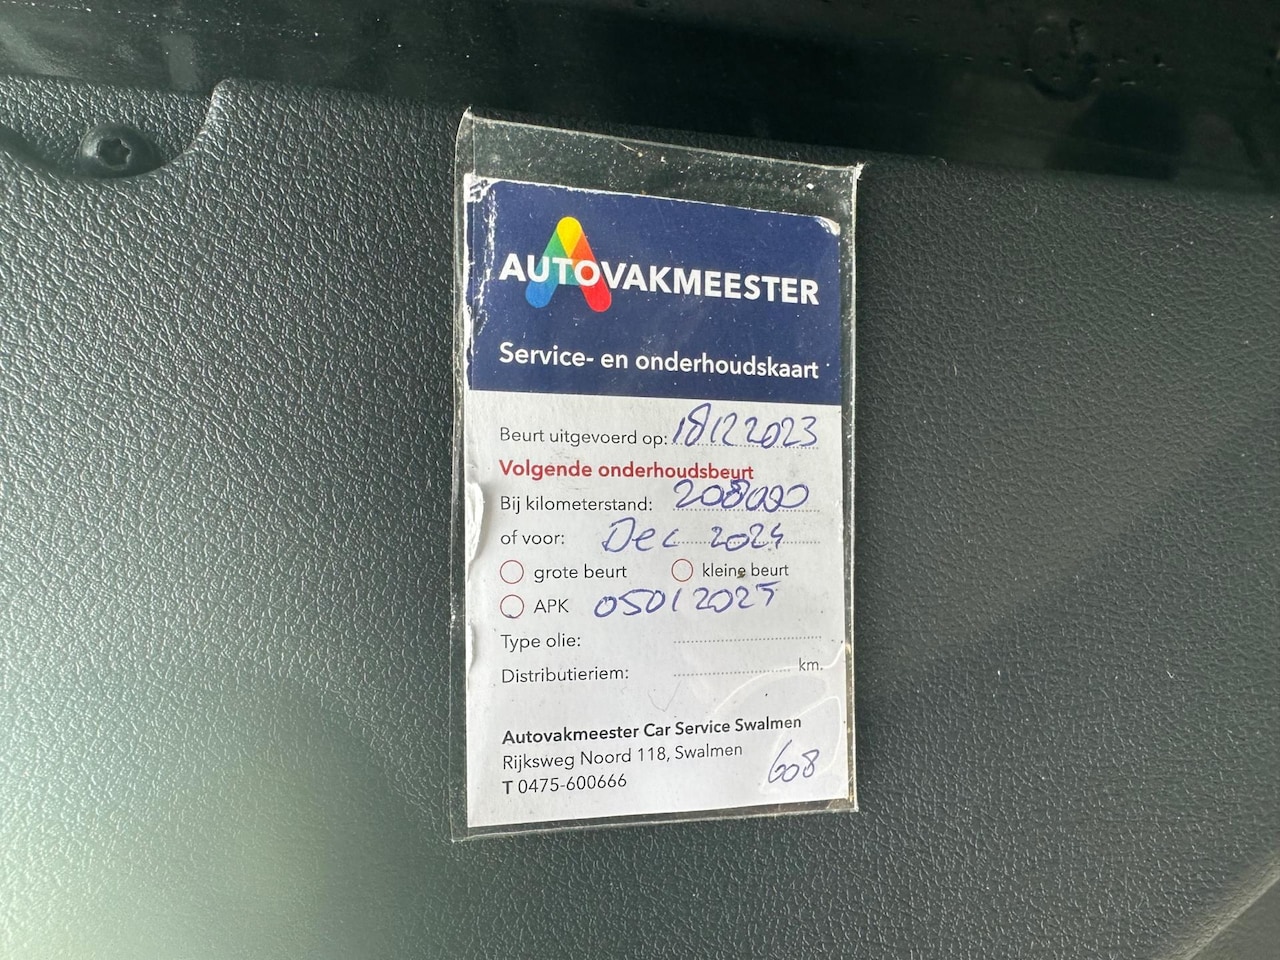 AUTOVAKMEESTER
Service- en onderhoudskaart
Beurt uitgevoerd op: 18122023
Volgende onderhoudsbeurt
Bij kilometerstand: 208000
of voor: Dec 2024
grote beurt kleine beurt
APK 05012025
Type olie:
Distributieriem: km.
Autovakmeester Car Service Swalmen
Rijksweg Noord 118, Swalmen
T 0475-600666
608